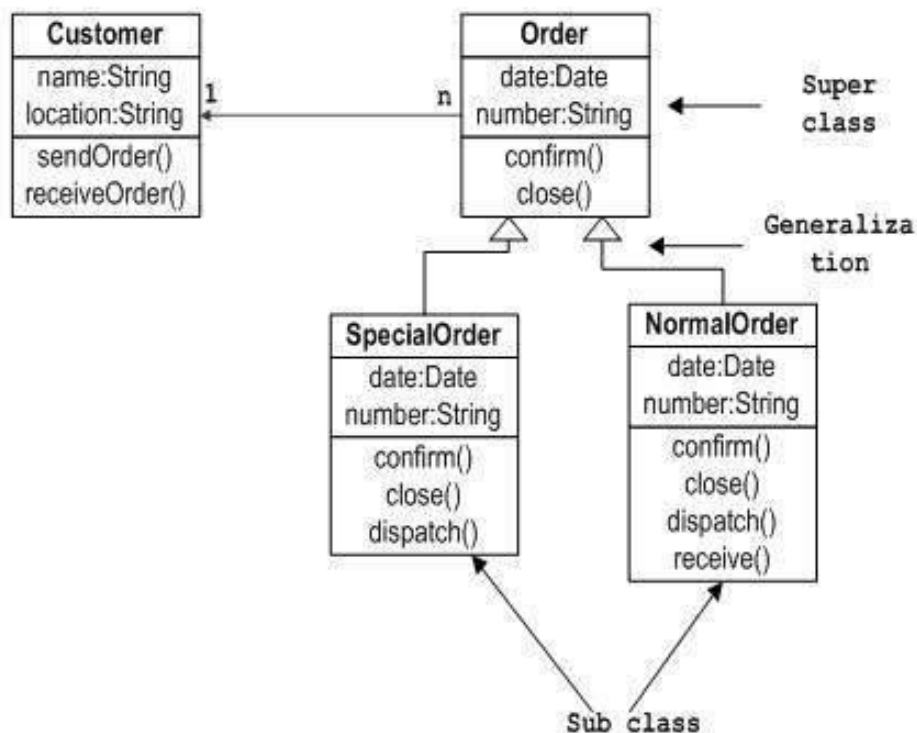 Customer
name:String
location:String
sendOrder()
receiveOrder()
1
n
Order
date:Date
number:String
confirm()
close()
Super
class
Generaliza
tion
SpecialOrder
date:Date
number:String
confirm()
close()
dispatch()
NormalOrder
date:Date
number:String
confirm()
close()
dispatch()
receive()
Sub class